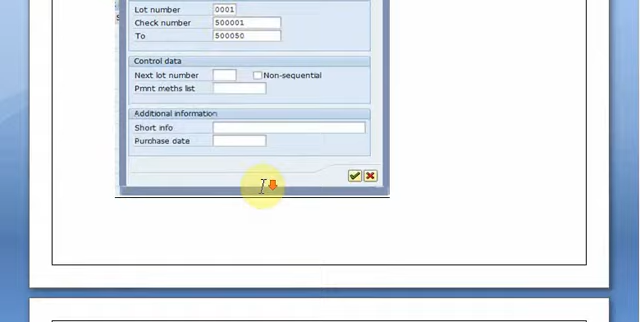 Lot number 0001
Check number 500001
To 500050
Control data
Next lot number Non-sequential
Pmnt meths list
Additional information
Short info
Purchase date